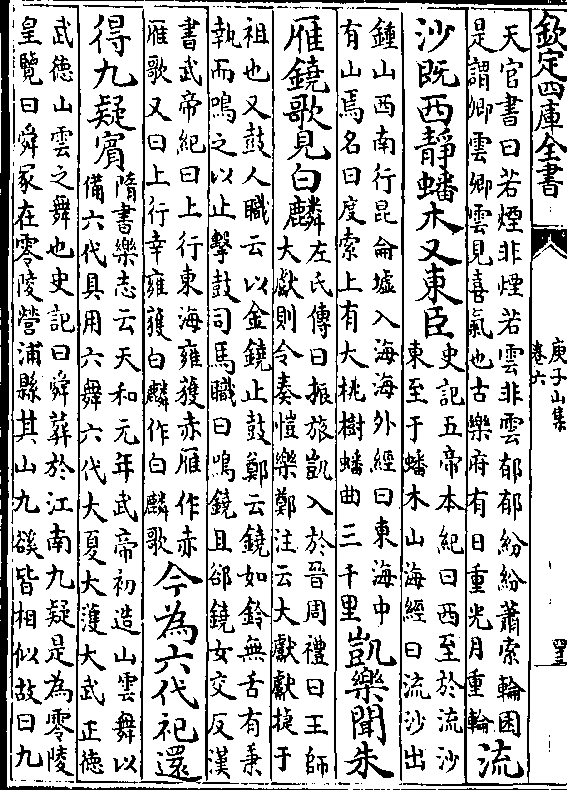 欽定四庫全書
庾子山集
卷六
天官書曰若煙非煙若雲非雲郁郁紛紛蕭索輪囷
是謂卿雲卿雲見喜氣也古樂府有日重光月重輪
流
沙既西靜蟠木又東臣
史記五帝本紀曰西至於流沙
東至于蟠木山海經曰流沙出
鍾山西南行昆侖墟入海海外經曰東海中
有山焉名曰度索上有大桃樹蟠曲三千里
凱樂聞朱
雁鐃歌見白麟
左氏傳曰振旅凱入於晉周禮曰王師
大獻則令奏愷樂鄭注云大獻獻捷于
祖也又鼓人職云以金鐃止鼓鄭云鐃如鈴無舌有秉
執而鳴之以止擊鼓司馬職曰鳴鐃且郤鐃女交反漢
書武帝紀曰上行東海雍獲赤雁作赤
雁歌又曰上行幸雍獲白麟作白麟歌
今為六代祀還
得九疑賓
隋書樂志云天和元年武帝初造山雲舞以
備六代具用六舞六代大夏大濩大武正德
武德山雲之舞也史記曰舜葬於江南九疑是為零陵
皇覽曰舜冢在零陵營浦縣其山九谿皆相似故曰九